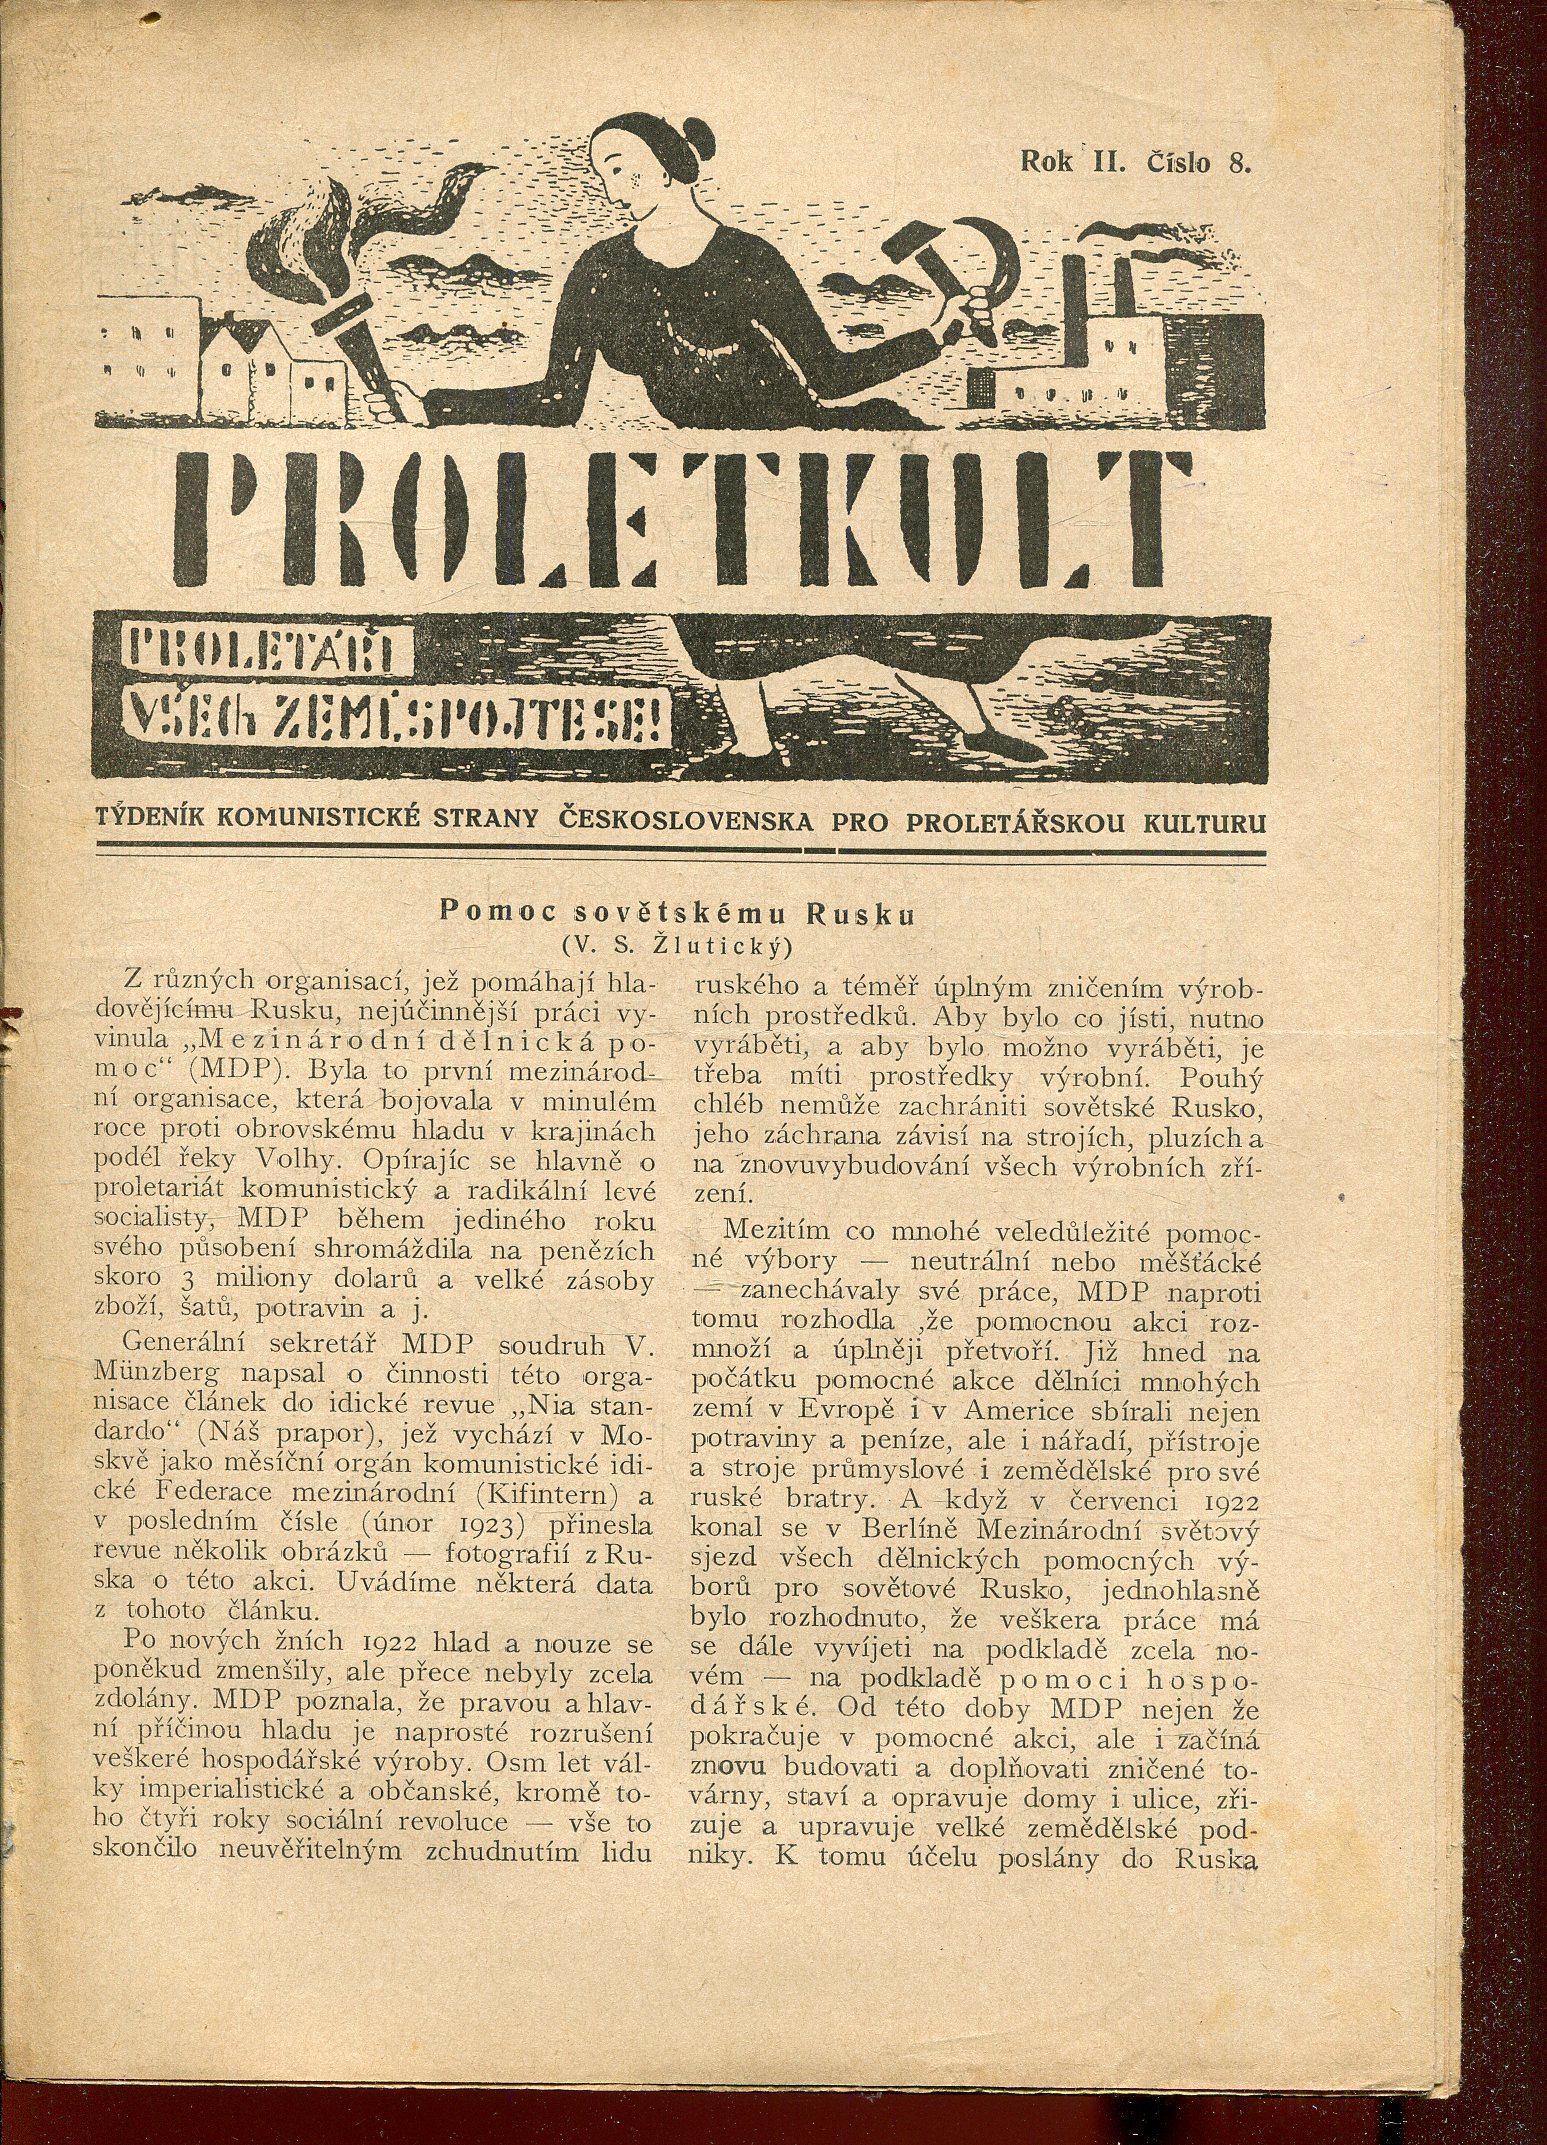 Rok II. Číslo 8.
PROLETKULT
PROLETÁŘI
VŠECH ZEMÍ, SPOJTE SE!
TÝDENÍK KOMUNISTICKÉ STRANY ČESKOSLOVENSKA PRO PROLETÁŘSKOU KULTURU
Pomoc sovětskému Rusku
(V. S. Žlutický)
Z různých organisací, jež pomáhají hla-
dovějícímu Rusku, nejúčinnější práci vy-
vinula „Mezinárodní dělnická po-
moc“ (MDP). Byla to první mezinárod-
ní organisace, která bojovala v minulém
roce proti obrovskému hladu v krajinách
podél řeky Volhy. Opírajíc se hlavně o
proletariát komunistický a radikální levé
socialisty, MDP během jediného roku
svého působení shromáždila na penězích
skoro 3 miliony dolarů a velké zásoby
zboží, šatů, potravin a j.
Generální sekretář MDP soudruh V.
Münzberg napsal o činnosti této orga-
nisace článek do idické revue „Nia stan-
dardo“ (Náš prapor), jež vychází v Mo-
skvě jako měsíční orgán komunistické idi-
cké Federace mezinárodní (Kifintern) a
v posledním čísle (únor 1923) přinesla
revue několik obrázků — fotografií z Ru-
ska o této akci. Uvádíme některá data
z tohoto článku.
Po nových žních 1922 hlad a nouze se
poněkud zmenšily, ale přece nebyly zcela
zdolány. MDP poznala, že pravou a hlav-
ní příčinou hladu je naprosté rozrušení
veškeré hospodářské výroby. Osm let vál-
ky imperialistické a občanské, kromě to-
ho čtyři roky sociální revoluce — vše to
skončilo neuvěřitelným zchudnutím lidu
ruského a téměř úplným zničením výrob-
ních prostředků. Aby bylo co jísti, nutno
vyráběti, a aby bylo možno vyráběti, je
třeba míti prostředky výrobní. Pouhý
chléb nemůže zachrániti sovětské Rusko,
jeho záchrana závisí na strojích, pluzích a
na znovuvybudování všech výrobních zří-
zení.
Mezitím co mnohé veledůležité pomoc-
né výbory — neutrální nebo měšťácké
— zanechávaly své práce, MDP naproti
tomu rozhodla ,že pomocnou akci roz-
množí a úplněji přetvoří. Již hned na
počátku pomocné akce dělníci mnohých
zemí v Evropě i v Americe sbírali nejen
potraviny a peníze, ale i nářadí, přístroje
a stroje průmyslové i zemědělské pro své
ruské bratry. A když v červenci 1922
konal se v Berlíně Mezinárodní světový
sjezd všech dělnických pomocných vý-
borů pro sovětové Rusko, jednohlasně
bylo rozhodnuto, že veškera práce má
se dále vyvíjeti na podkladě zcela no-
vém — na podkladě pomoci hospo-
dářské. Od této doby MDP nejen že
pokračuje v pomocné akci, ale i začíná
znovu budovati a doplňovati zničené to-
várny, staví a opravuje domy i ulice, zři-
zuje a upravuje velké zemědělské pod-
niky. K tomu účelu poslány do Ruska